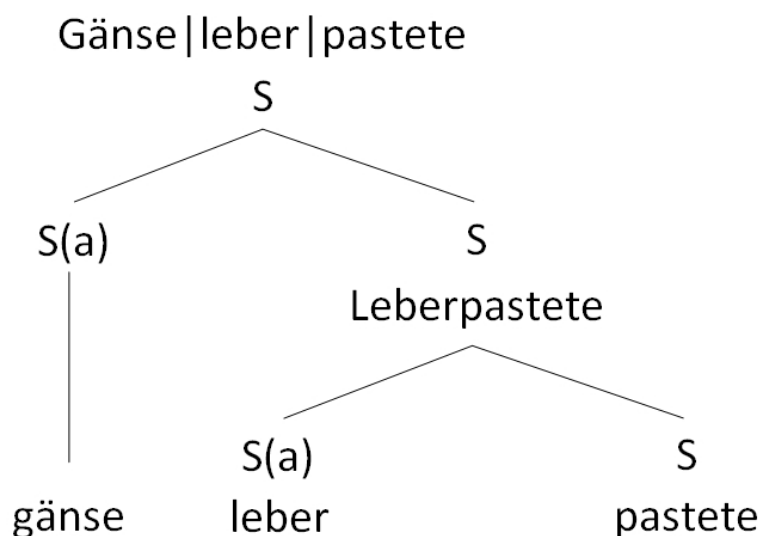 Gänse|leber|pastete
S
S(a) S
Leberpastete
S(a) S
gänse leber pastete